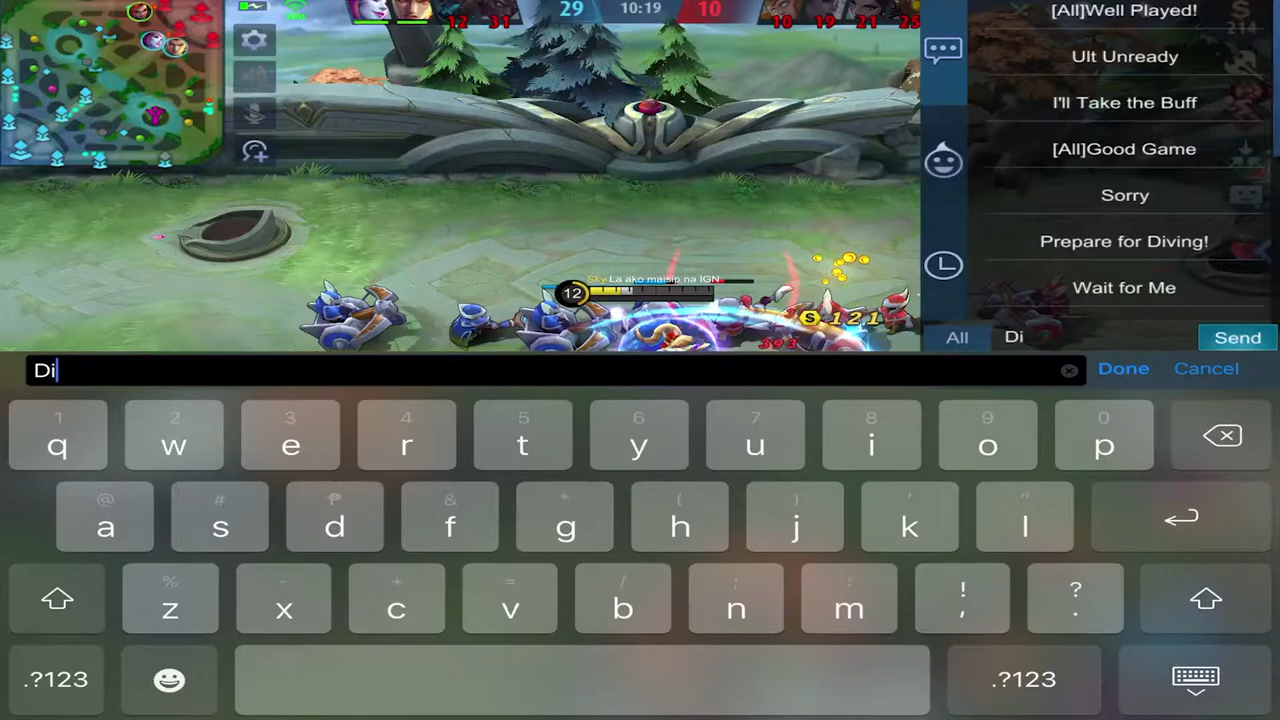 29 10:19 10
12 31 10 19 21 25
[All]Well Played!
214
Ult Unready
I'll Take the Buff
[All]Good Game
Sorry
Prepare for Diving!
Wait for Me
Sky La ako maisip na IGN
12
121
393
All Di Send
Di Done Cancel
1 2 3 4 5 6 7 8 9 0
q w e r t y u i o p
@ # ₱ & * ( ) ' "
a s d f g h j k l
% - + = / ; : ! ?
z x c v b n m , .
.?123 .?123